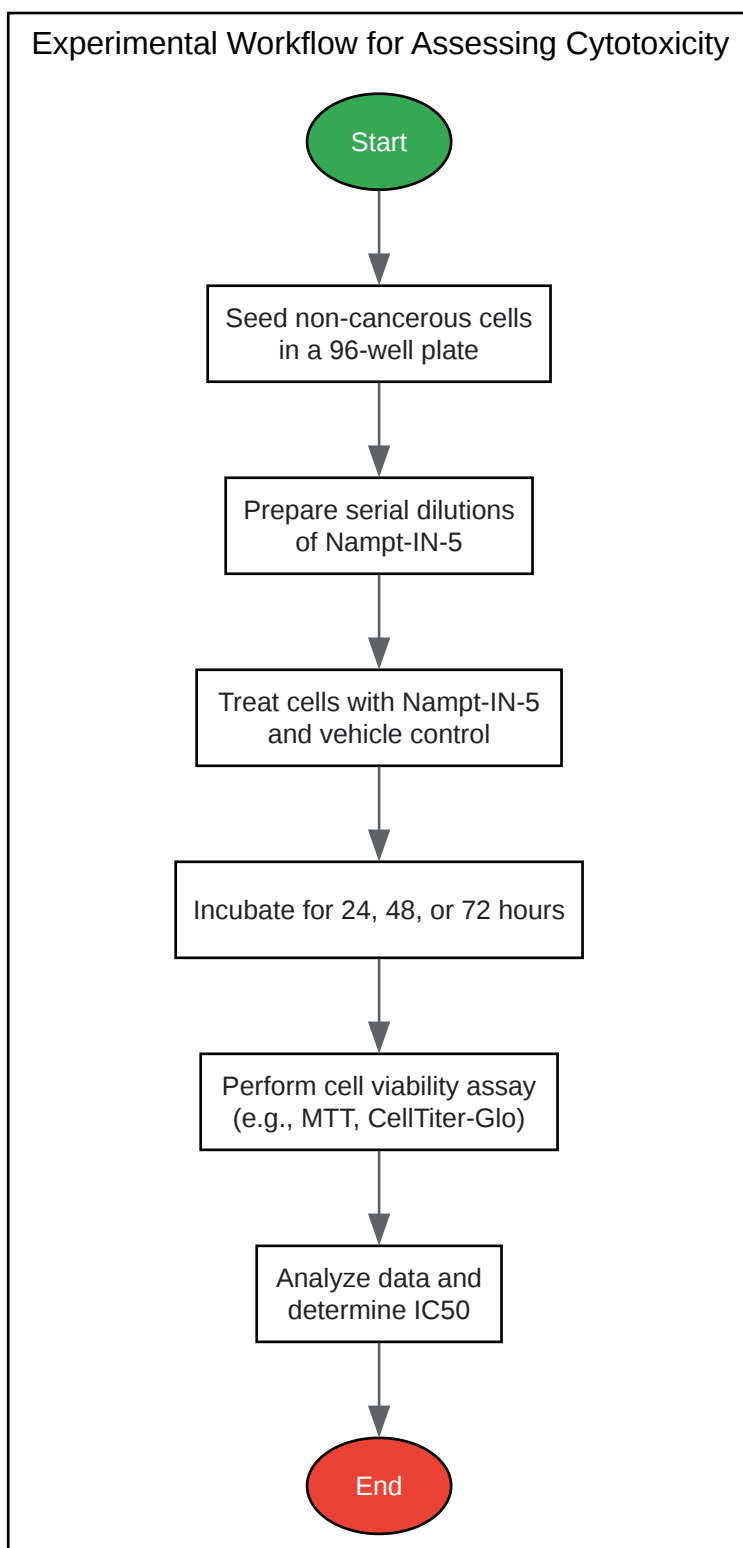 Experimental Workflow for Assessing Cytotoxicity
Start
Seed non-cancerous cells
in a 96-well plate
Prepare serial dilutions
of Nampt-IN-5
Treat cells with Nampt-IN-5
and vehicle control
Incubate for 24, 48, or 72 hours
Perform cell viability assay
(e.g., MTT, CellTiter-Glo)
Analyze data and
determine IC50
End